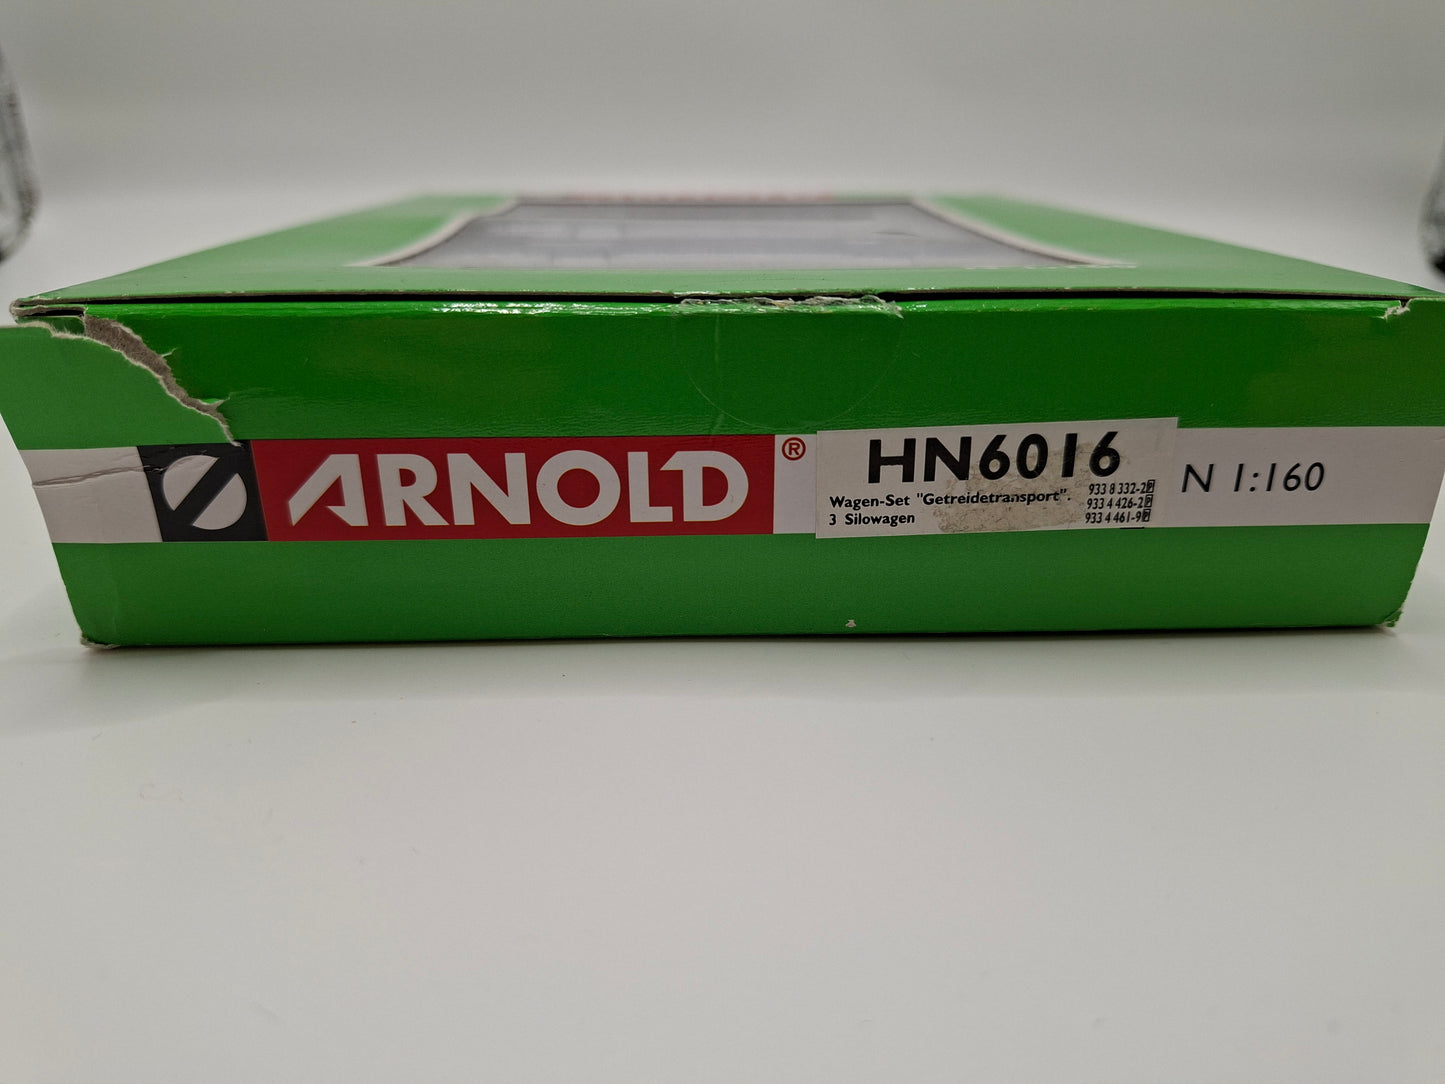 ARNOLD®
HN6016
Wagen-Set "Getreidetransport".
3 Silowagen
933 8 332-2 P
933 4 426-2 P
933 4 461-9 P
N 1:160